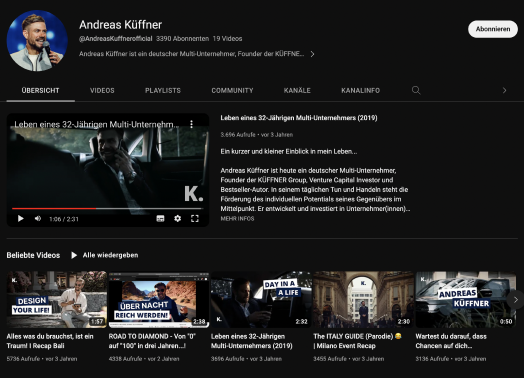 Andreas Küffner
@AndreasKuffnerofficial 3390 Abonnenten 19 Videos
Andreas Küffner ist ein deutscher Multi-Unternehmer, Founder der KÜFFNE...
Abonnieren
ÜBERSICHT VIDEOS PLAYLISTS COMMUNITY KANÄLE KANALINFO
Leben eines 32-Jährigen Multi-Unternehm...
K.
1:06 / 2:31
Leben eines 32-Jährigen Multi-Unternehmers (2019)
3.696 Aufrufe • vor 3 Jahren
Ein kurzer und kleiner Einblick in mein Leben...
Andreas Küffner ist heute ein deutscher Multi-Unternehmer,
Founder der KÜFFNER Group, Venture Capital Investor und
Bestseller-Autor. In seinem täglichen Tun und Handeln steht die
Förderung des individuellen Potentials seines Gegenübers im
Mittelpunkt. Er entwickelt und investiert in Unternehmer(innen)...
MEHR INFOS
Beliebte Videos Alle wiedergeben
K.
DESIGN
YOUR LIFE!
1:57
ÜBER NACHT
REICH WERDEN!
2:38
K.
DAY IN A
A LIFE
2:32
K.
2:30
ANDREAS
KÜFFNER
00:50
Alles was du brauchst, ist ein
Traum! I Recap Bali
5736 Aufrufe • vor 3 Jahren
ROAD TO DIAMOND - Von "0"
auf "100" in drei Jahren...!
4338 Aufrufe • vor 2 Jahren
Leben eines 32-Jährigen
Multi-Unternehmers (2019)
3696 Aufrufe • vor 3 Jahren
The ITALY GUIDE (Parodie) 😂
| Milano Event Recap
3455 Aufrufe • vor 3 Jahren
Wartest du darauf, dass
Chancen auf dich...
3136 Aufrufe • vor 3 Jahren